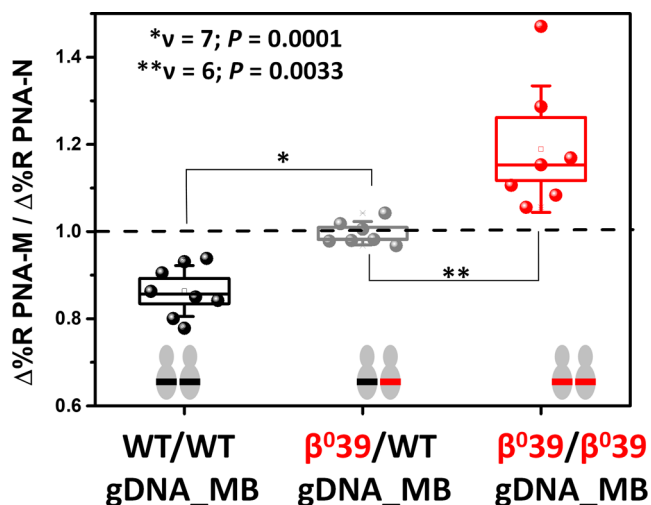 *ν = 7; P = 0.0001
**ν = 6; P = 0.0033
Δ%R PNA-M / Δ%R PNA-N
1.4
1.2
1.0
0.8
0.6
*
**
WT/WT β⁰39/WT β⁰39/β⁰39
gDNA_MB gDNA_MB gDNA_MB